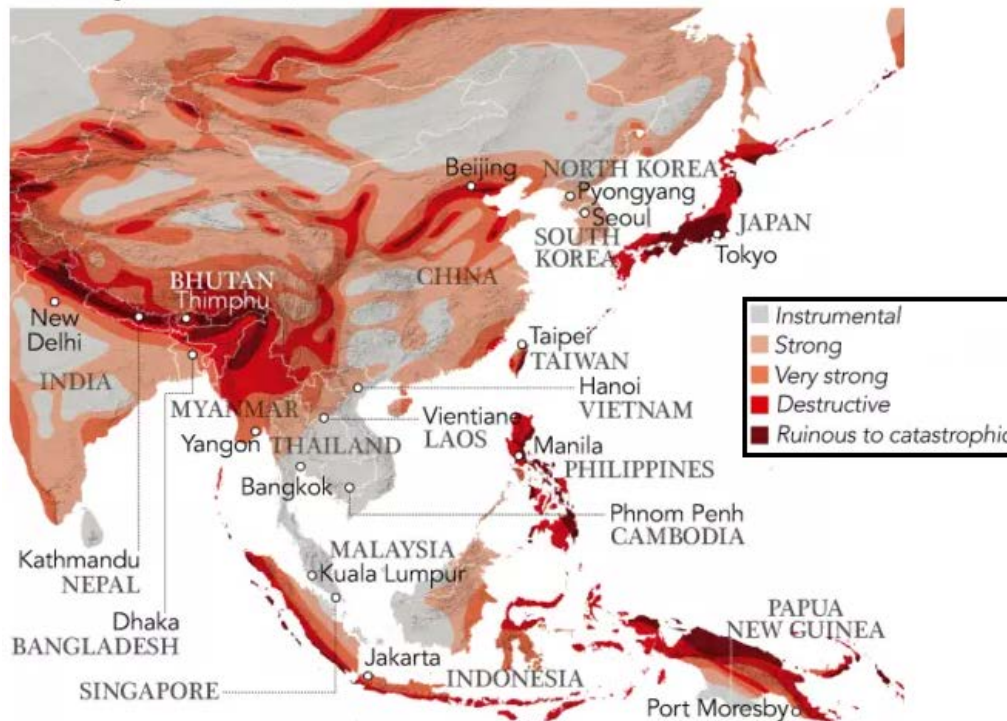 Beijing
NORTH KOREA
Pyongyang
Seoul
SOUTH
KOREA
JAPAN
Tokyo
CHINA
BHUTAN
Thimphu
New
Delhi
INDIA
Taiper
TAIWAN
Hanoi
VIETNAM
MYANMAR
Vientiane
LAOS
Yangon
THAILAND
Manila
PHILIPPINES
Bangkok
Phnom Penh
CAMBODIA
Kathmandu
NEPAL
MALAYSIA
Kuala Lumpur
Dhaka
BANGLADESH
PAPUA
NEW GUINEA
Jakarta
INDONESIA
SINGAPORE
Port Moresby
Instrumental
Strong
Very strong
Destructive
Ruinous to catastrophic